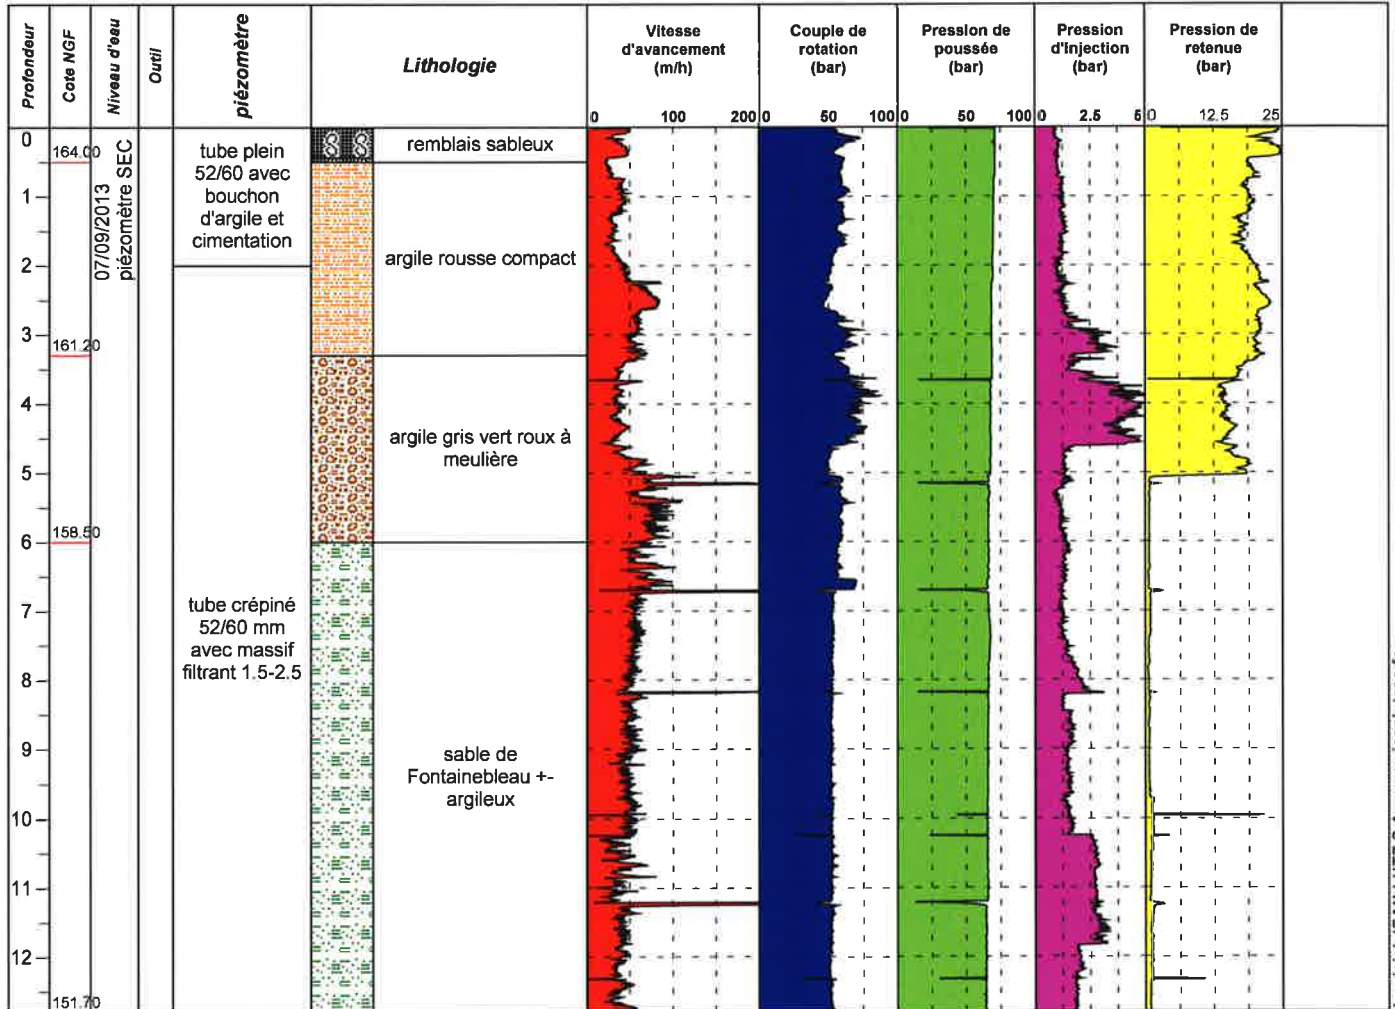 Profondeur
Cote NGF
Niveau d'eau
Outil
piézomètre
Lithologie
Vitesse
d'avancement
(m/h)
Couple de
rotation
(bar)
Pression de
poussée
(bar)
Pression
d'injection
(bar)
Pression de
retenue
(bar)
0 100 200
0 50 100
0 50 100
0 2.5 5
0 12.5 25
0
1
2
3
4
5
6
7
8
9
10
11
12
164.00
161.20
158.50
151.70
07/09/2013
piézomètre SEC
tube plein
52/60 avec
bouchon
d'argile et
cimentation
tube crépiné
52/60 mm
avec massif
filtrant 1.5-2.5
remblais sableux
argile rousse compact
argile gris vert roux à
meulière
sable de
Fontainebleau +-
argileux